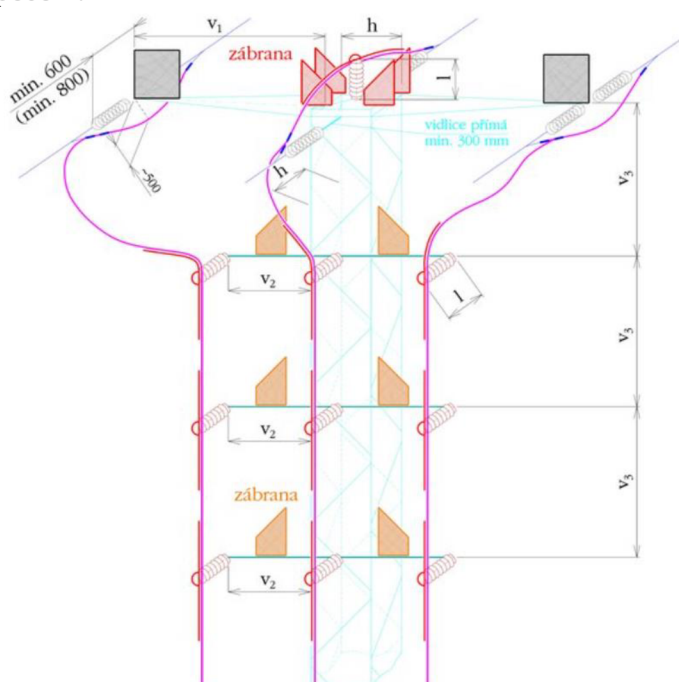 v₁
h
zábrana
min. 600
(min. 800)
l
vidlice přímá
min. 300 mm
~500
h
v₃
v₂
l
v₃
v₂
zábrana
v₃
v₂